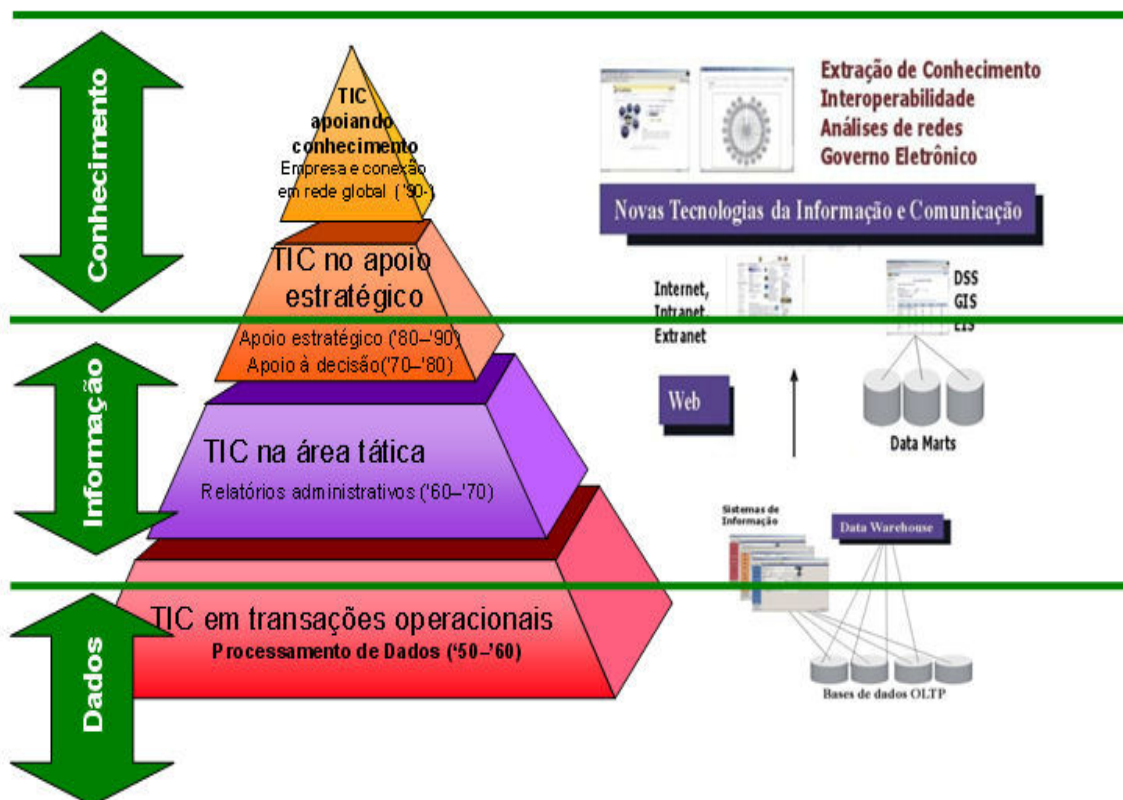 Conhecimento
Informação
Dados
TIC
apoiando
conhecimento
Empresa e conexão
em rede global ('90-)
TIC no apoio
estratégico
Apoio estratégico ('80–'90)
Apoio à decisão('70–'80)
TIC na área tática
Relatórios administrativos ('60–'70)
TIC em transações operacionais
Processamento de Dados ('50–'60)
Extração de Conhecimento
Interoperabilidade
Análises de redes
Governo Eletrônico
Novas Tecnologias da Informação e Comunicação
Internet,
Intranet,
Extranet
DSS
GIS
EIS
Web
Data Marts
Sistemas de
Informação
Data Warehouse
Bases de dados OLTP